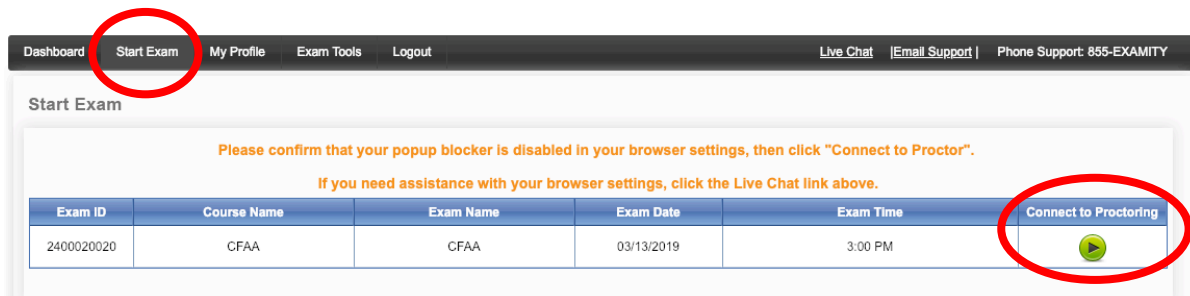 Dashboard Start Exam My Profile Exam Tools Logout Live Chat |Email Support | Phone Support: 855-EXAMITY
Start Exam
Please confirm that your popup blocker is disabled in your browser settings, then click "Connect to Proctor".
If you need assistance with your browser settings, click the Live Chat link above.
Exam ID Course Name Exam Name Exam Date Exam Time Connect to Proctoring
2400020020 CFAA CFAA 03/13/2019 3:00 PM